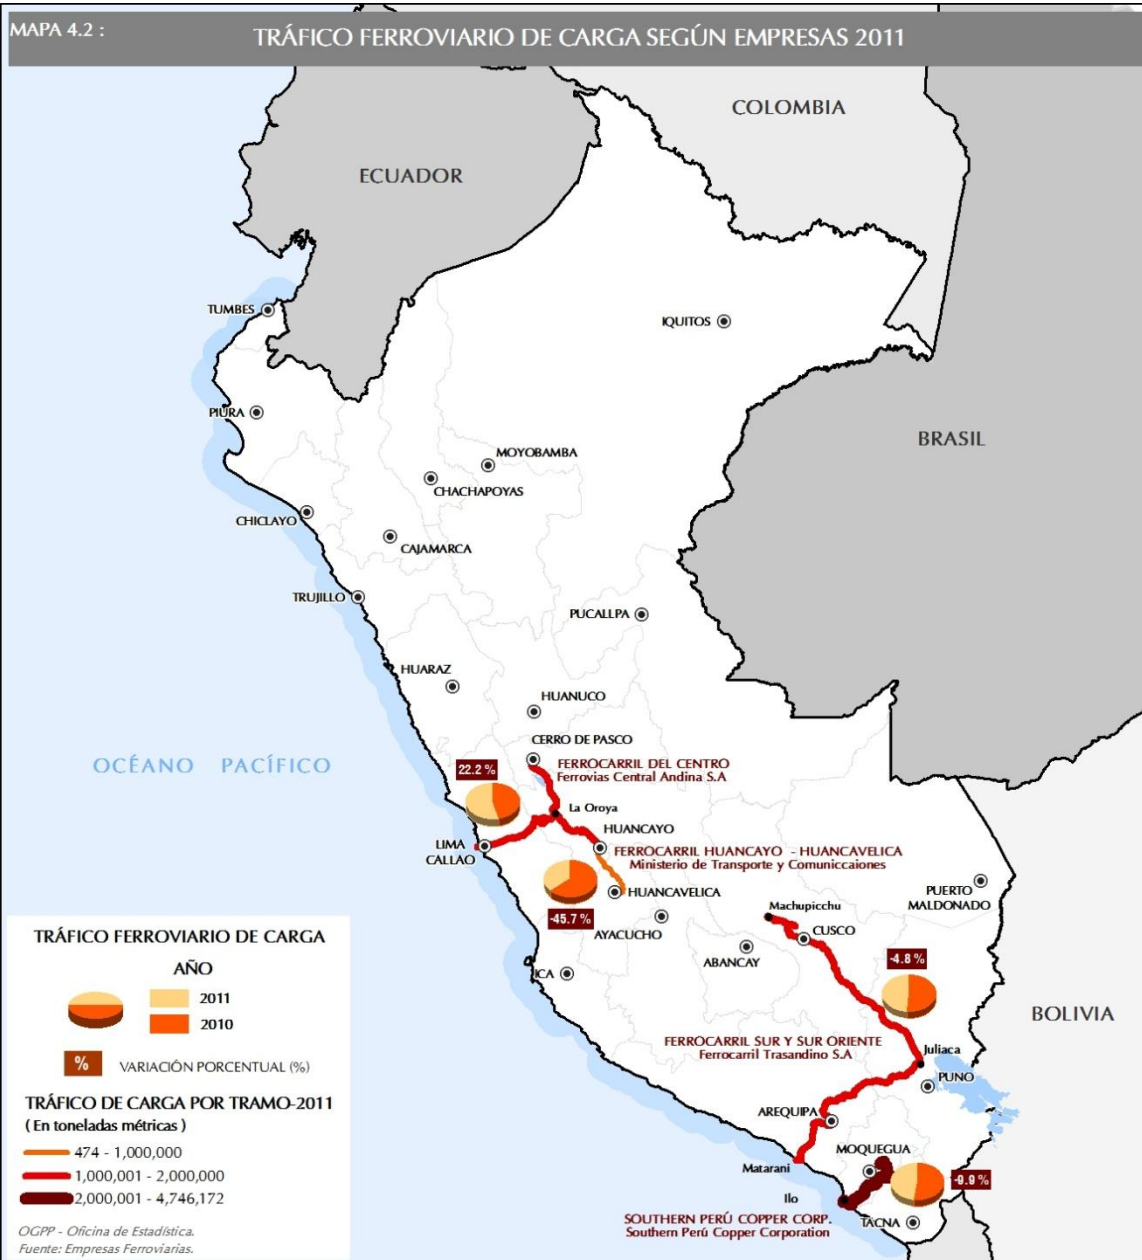 MAPA 4.2 :
TRÁFICO FERROVIARIO DE CARGA SEGÚN EMPRESAS 2011
COLOMBIA
ECUADOR
TUMBES
IQUITOS
PIURA
BRASIL
MOYOBAMBA
CHACHAPOYAS
CHICLAYO
CAJAMARCA
TRUJILLO
PUCALLPA
HUARAZ
HUANUCO
CERRO DE PASCO
OCÉANO PACÍFICO
22.2 %
FERROCARRIL DEL CENTRO
Ferrovias Central Andina S.A
La Oroya
HUANCAYO
LIMA
CALLAO
FERROCARRIL HUANCAYO - HUANCAVELICA
Ministerio de Transporte y Comuniccaiones
HUANCAVELICA
-45.7 %
AYACUCHO
PUERTO
MALDONADO
Machupicchu
CUSCO
ABANCAY
-4.8 %
ICA
BOLIVIA
FERROCARRIL SUR Y SUR ORIENTE
Ferrocarril Trasandino S.A
Juliaca
PUNO
AREQUIPA
MOQUEGUA
Matarani
-9.9 %
Ilo
SOUTHERN PERÚ COPPER CORP.
Southern Perú Copper Corporation
TACNA
TRÁFICO FERROVIARIO DE CARGA
AÑO
2011
2010
% VARIACIÓN PORCENTUAL (%)
TRÁFICO DE CARGA POR TRAMO-2011
( En toneladas métricas )
474 - 1,000,000
1,000,001 - 2,000,000
2,000,001 - 4,746,172
OGPP - Oficina de Estadística.
Fuente: Empresas Ferroviarias.